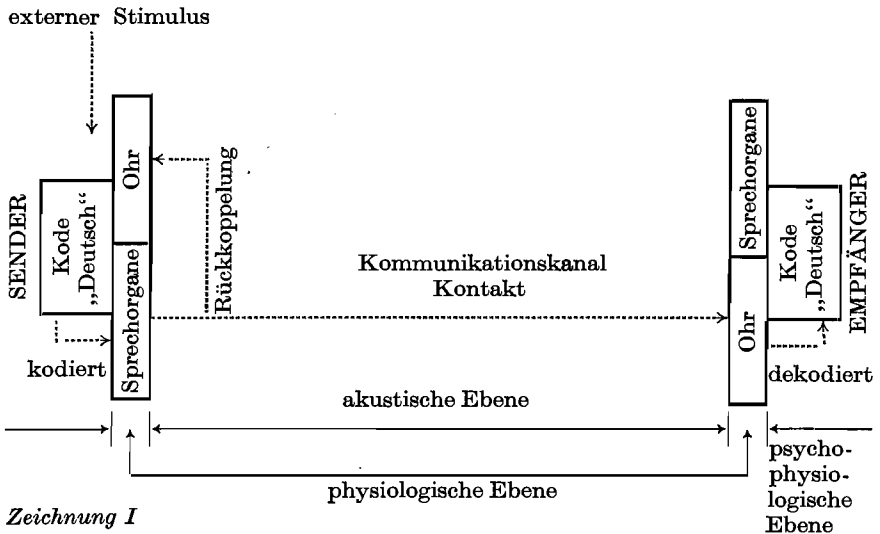 externer Stimulus
SENDER
Kode
„Deutsch“
Ohr
Sprechorgane
Rückkoppelung
kodiert
Kommunikationskanal
Kontakt
Sprechorgane
Ohr
Kode
„Deutsch“
EMPFÄNGER
dekodiert
akustische Ebene
physiologische Ebene
psycho-
physio-
logische
Ebene
Zeichnung I